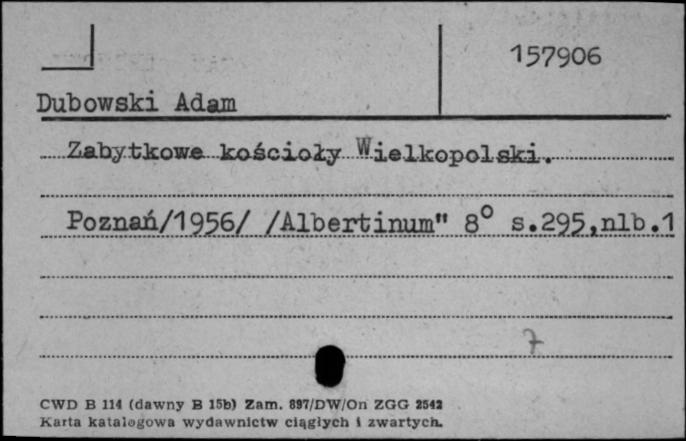 157906
Dubowski Adam
Zabytkowe kościoły Wielkopolski.
Poznań/1956/ /Albertinum" 8° s.295,nlb.1
7
CWD B 114 (dawny B 15b) Zam. 897/DW/On ZGG 2542
Karta katalogowa wydawnictw ciągłych i zwartych.